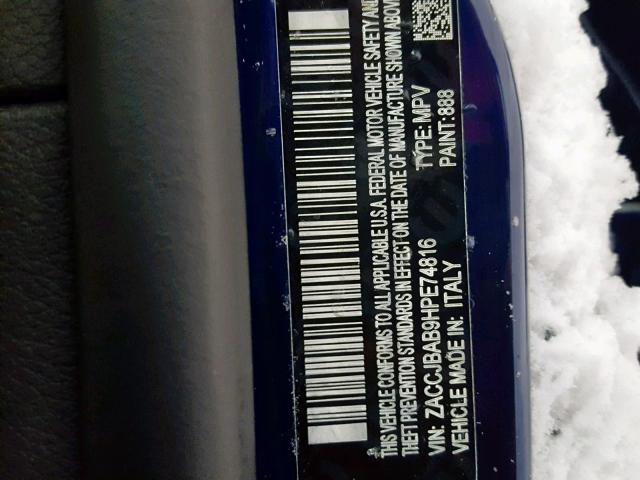 THIS VEHICLE CONFORMS TO ALL APPLICABLE U.S.A. FEDERAL MOTOR VEHICLE SAFETY AND
THEFT PREVENTION STANDARDS IN EFFECT ON THE DATE OF MANUFACTURE SHOWN ABOVE
VIN: ZACCJBAB9HPE74816 TYPE: MPV
VEHICLE MADE IN: ITALY PAINT: 888